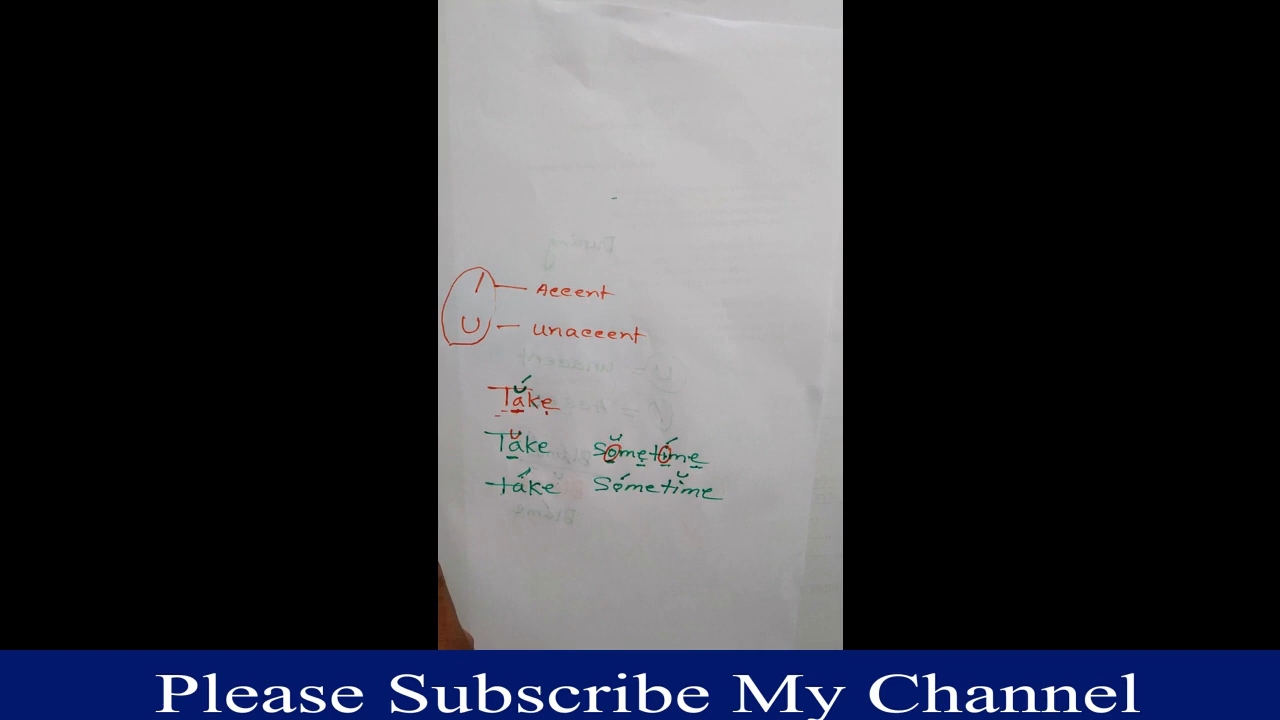 / — Accent
U — unaccent
Take
Take Sometime
take Sometime
Please Subscribe My Channel